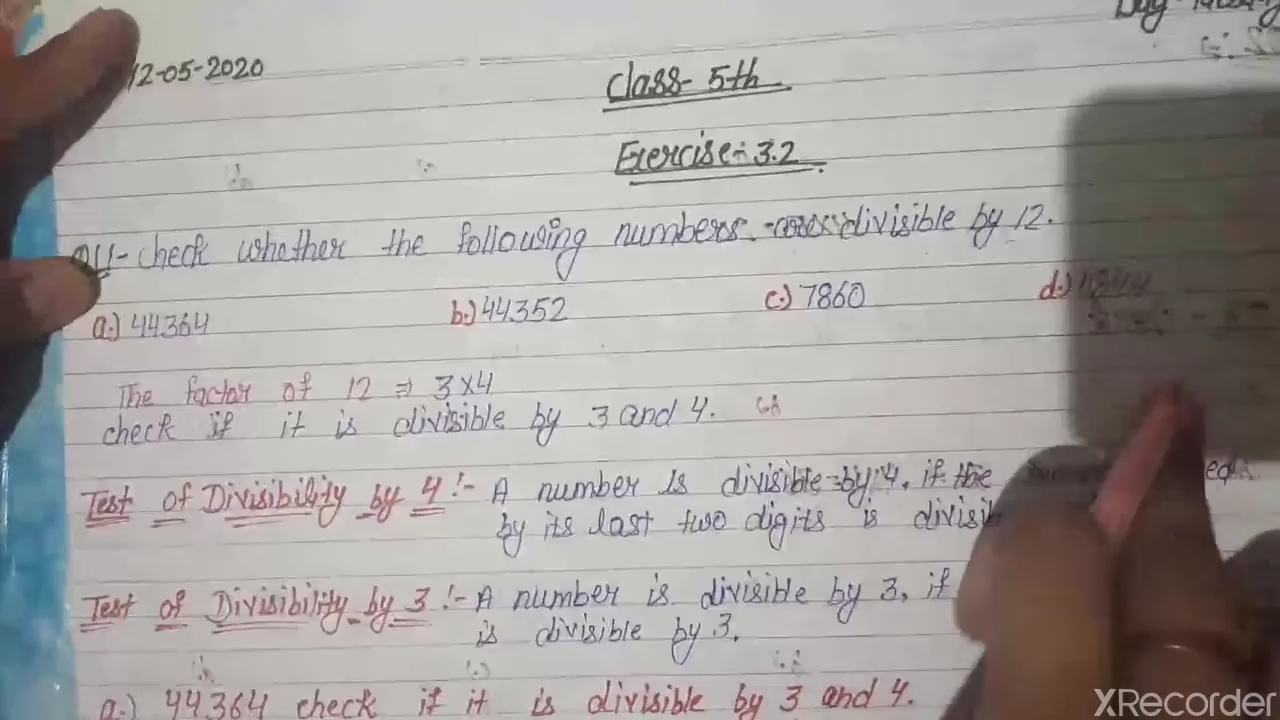 12-05-2020
Class- 5th
Exercise- 3.2
Q1!- Check whether the following numbers divisible by 12.
a.) 44364 b.) 44352 c.) 7860 d.)
The factor of 12 ⇒ 3×4
check if it is divisible by 3 and 4.
Test of Divisibility by 4 !- A number is divisible by 4, if the
by its last two digits is
Test of Divisibility by 3 !- A number is divisible by 3, if
is divisible by 3.
a.) 44364 check if it is divisible by 3 and 4.
XRecorder